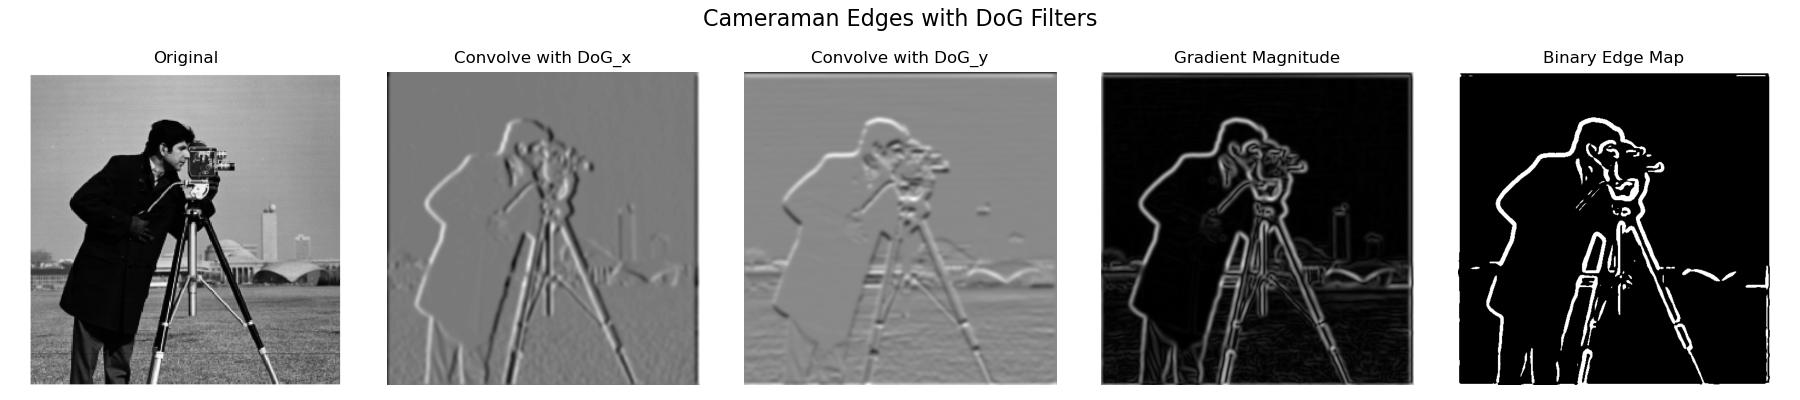 Cameraman Edges with DoG Filters
Original
Convolve with DoG_x
Convolve with DoG_y
Gradient Magnitude
Binary Edge Map